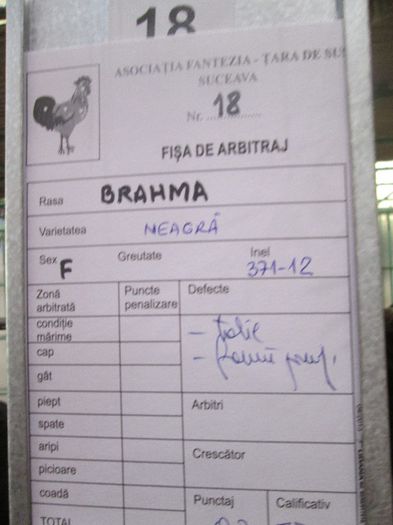 18
ASOCIAȚIA FANTEZIA - ȚARA DE SUS
SUCEAVA
Nr. 18
FIȘA DE ARBITRAJ
Rasa BRAHMA
Varietatea NEAGRĂ
Sex F Greutate Inel 371-12
Zonă arbitrată Puncte penalizare Defecte
condiție
mărime
- talie
cap
-
gât
piept Arbitri
spate
aripi Crescător
picioare
coadă Punctaj Calificativ
TOTAL